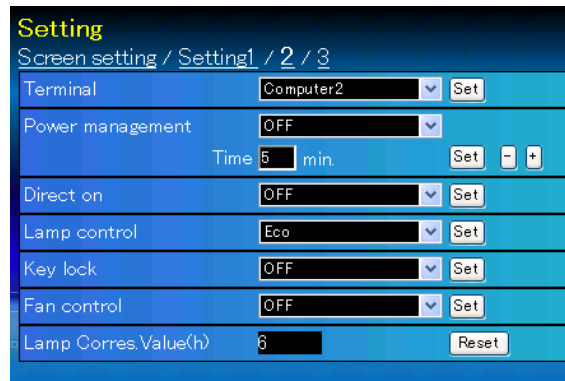 Setting
Screen setting / Setting1 / 2 / 3
Terminal Computer2 Set
Power management OFF
Time 5 min. Set - +
Direct on OFF Set
Lamp control Eco Set
Key lock OFF Set
Fan control OFF Set
Lamp Corres.Value(h) 6 Reset